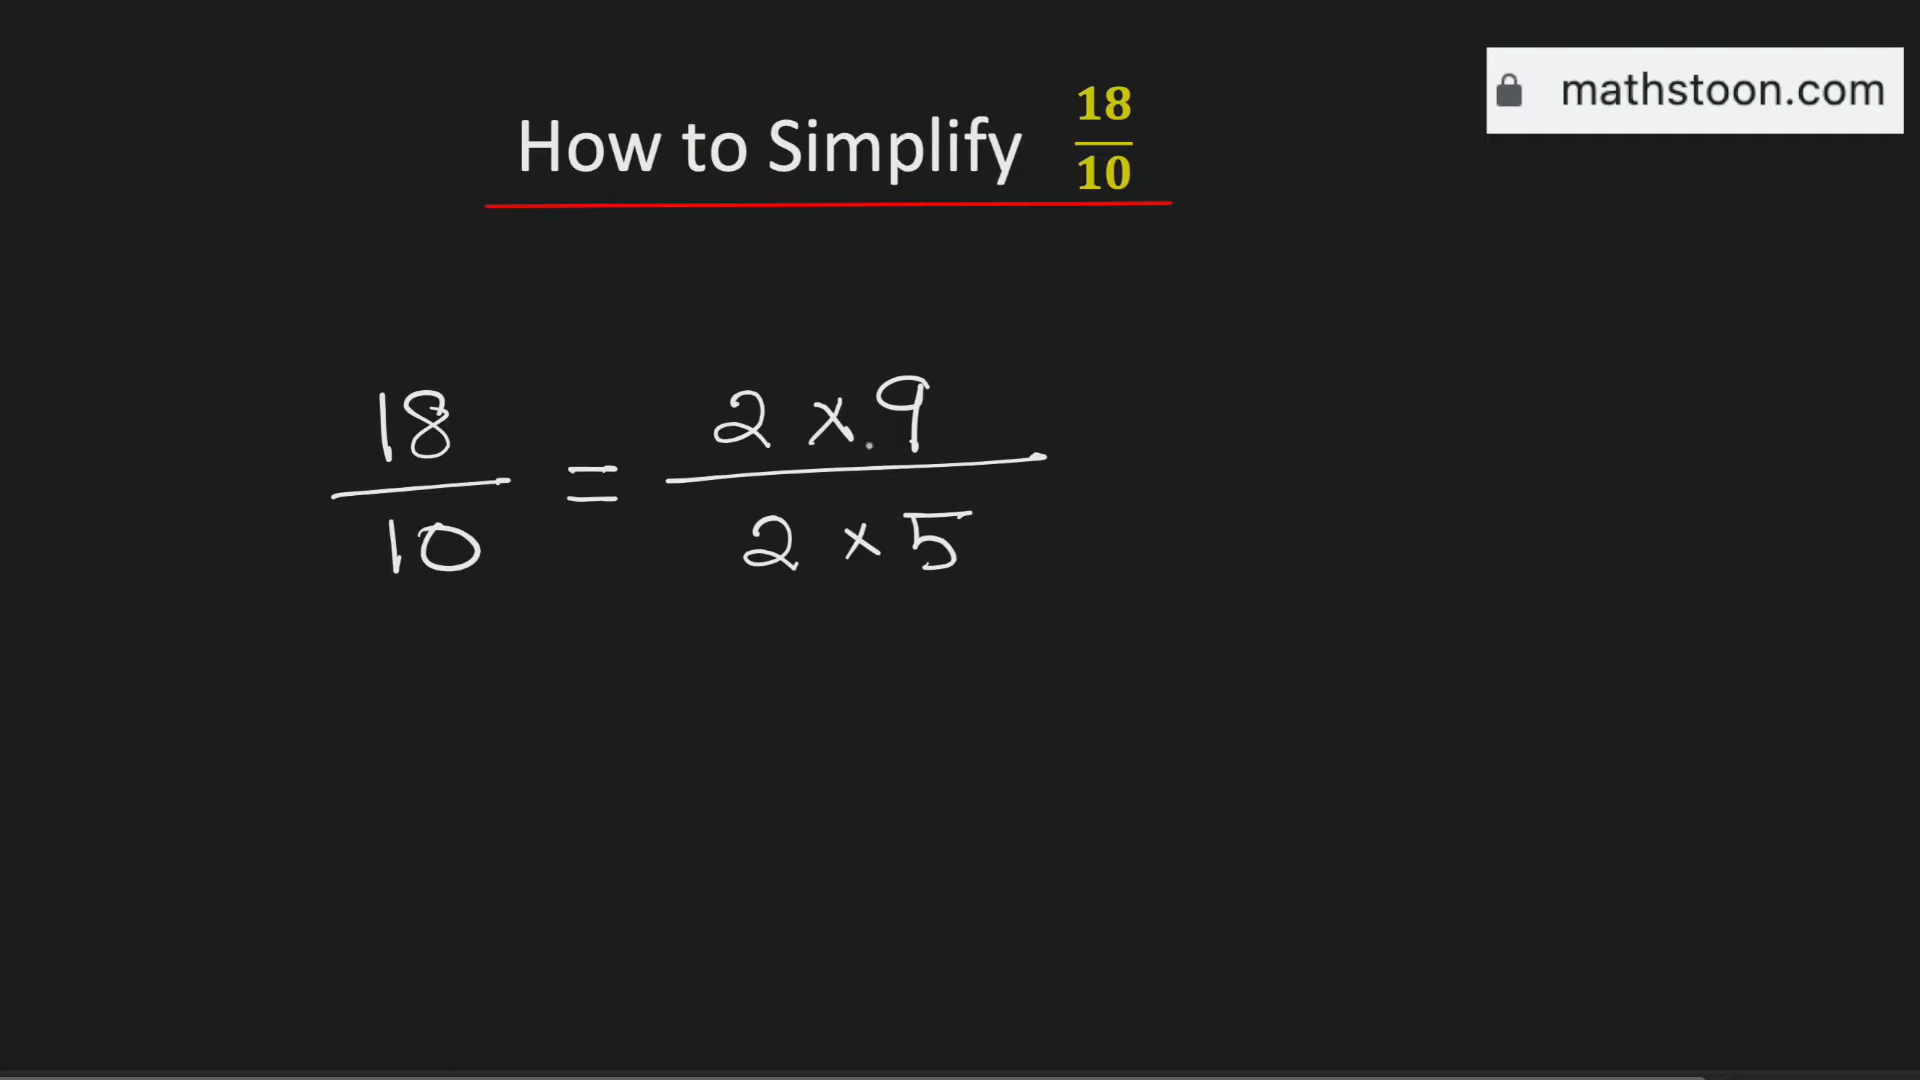 mathstoon.com
How to Simplify 18/10
18/10 = 2 × 9 / 2 × 5